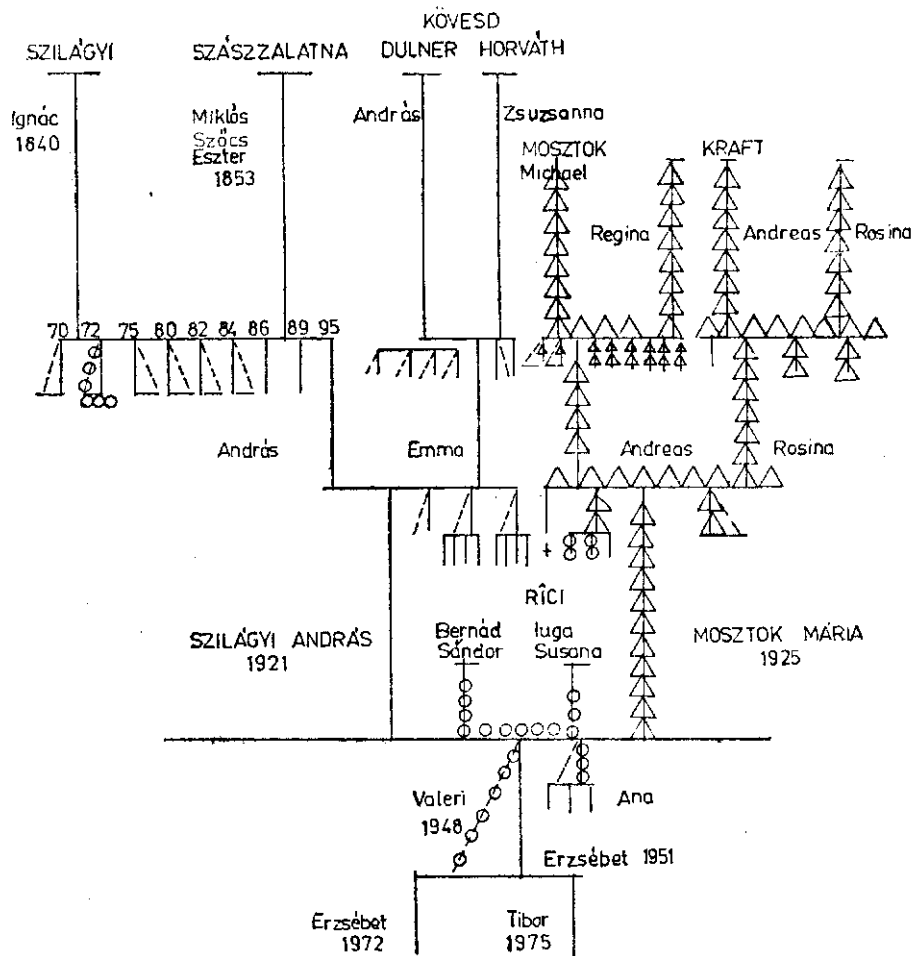 KÖVESD
SZILÁGYI SZÁSZZALATNA DULNER HORVÁTH
Ignác
1840
Miklós
Szőcs
Eszter
1853
András
Zsuzsanna
MOSZTOK
Michael
KRAFT
Regina
Andreas
Rosina
70 72 75 80 82 84 86 89 95
András
Emma
Andreas
Rosina
RÎCI
SZILÁGYI ANDRÁS
1921
Bernád
Sándor
Iuga
Susana
MOSZTOK MÁRIA
1925
Valeri
1948
Ana
Erzsébet 1951
Erzsébet
1972
Tibor
1975